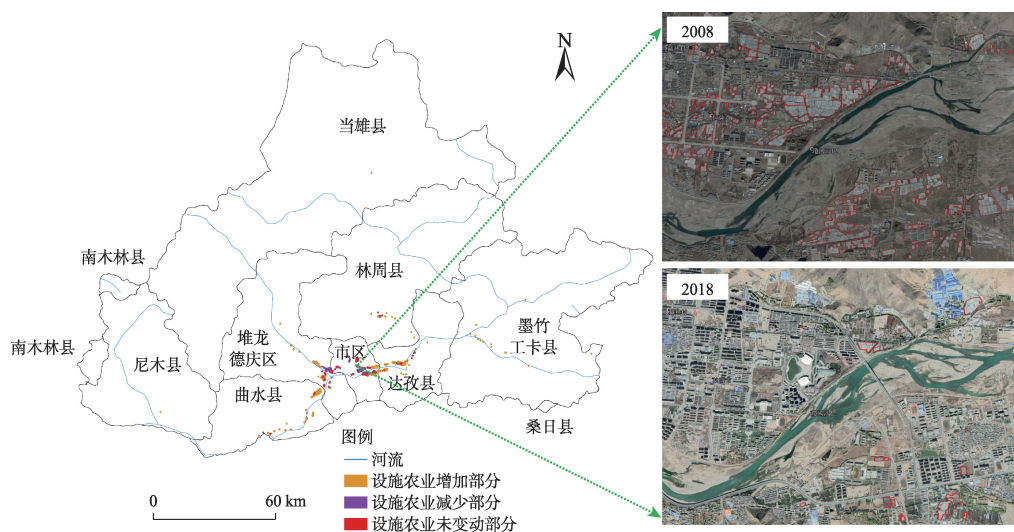 2008
N
当雄县
南木林县
林周县
2018
墨竹
工卡县
堆龙
德庆区
市区
南木林县
尼木县
曲水县
达孜县
桑日县
图例
河流
设施农业增加部分
设施农业减少部分
设施农业未变动部分
0
60 km